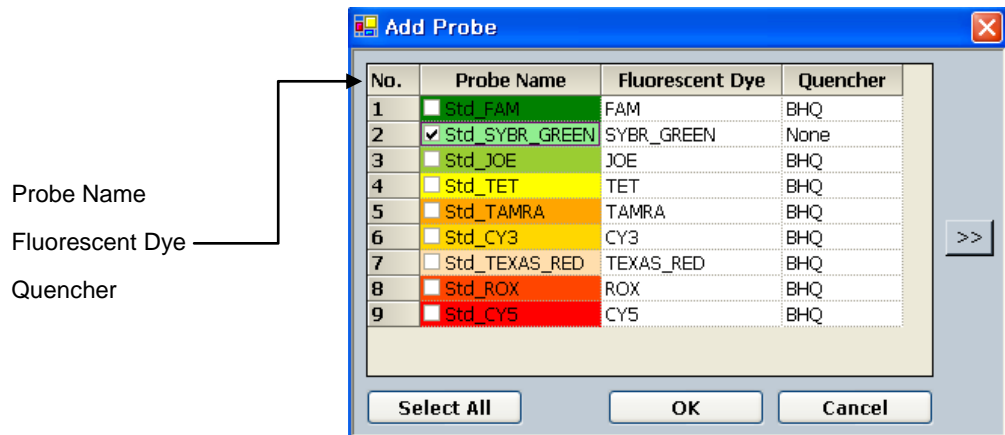 Add Probe
No. Probe Name Fluorescent Dye Quencher
1 Std_FAM FAM BHQ
2 Std_SYBR_GREEN SYBR_GREEN None
3 Std_JOE JOE BHQ
4 Std_TET TET BHQ
5 Std_TAMRA TAMRA BHQ
6 Std_CY3 CY3 BHQ
7 Std_TEXAS_RED TEXAS_RED BHQ
8 Std_ROX ROX BHQ
9 Std_CY5 CY5 BHQ
>>
Select All OK Cancel
Probe Name
Fluorescent Dye
Quencher